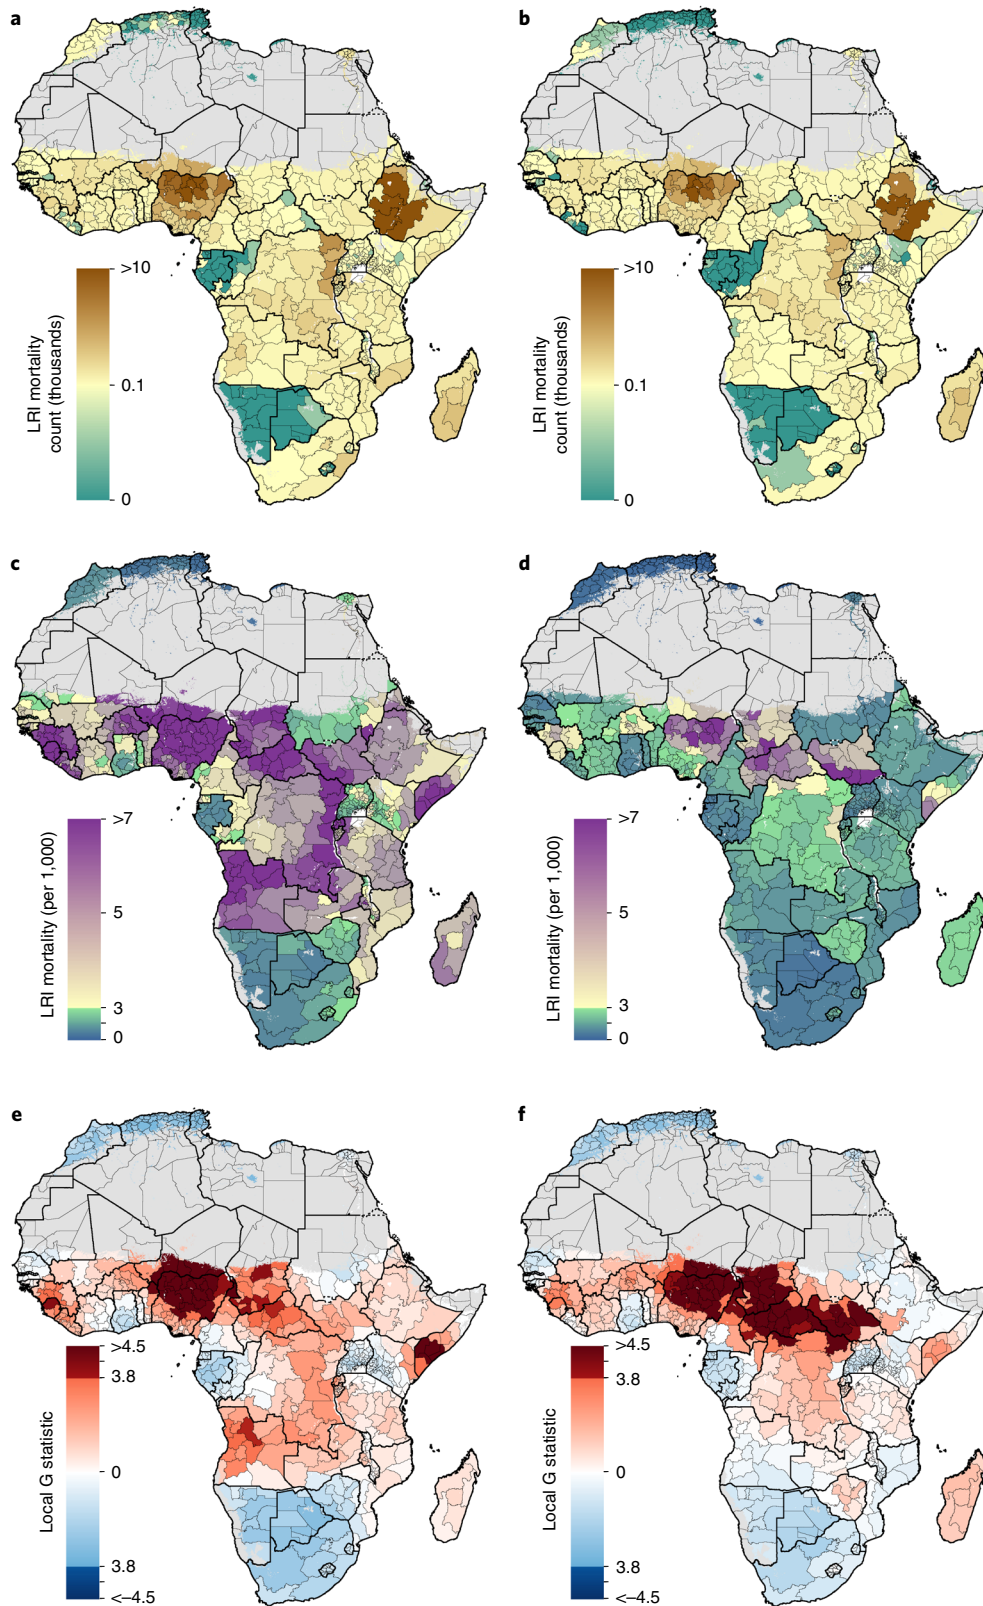 a
b
>10
0.1
0
LRI mortality
count (thousands)
>10
0.1
0
LRI mortality
count (thousands)
c
d
>7
5
3
0
LRI mortality (per 1,000)
>7
5
3
0
LRI mortality (per 1,000)
e
f
>4.5
3.8
0
3.8
<–4.5
Local G statistic
>4.5
3.8
0
3.8
<–4.5
Local G statistic